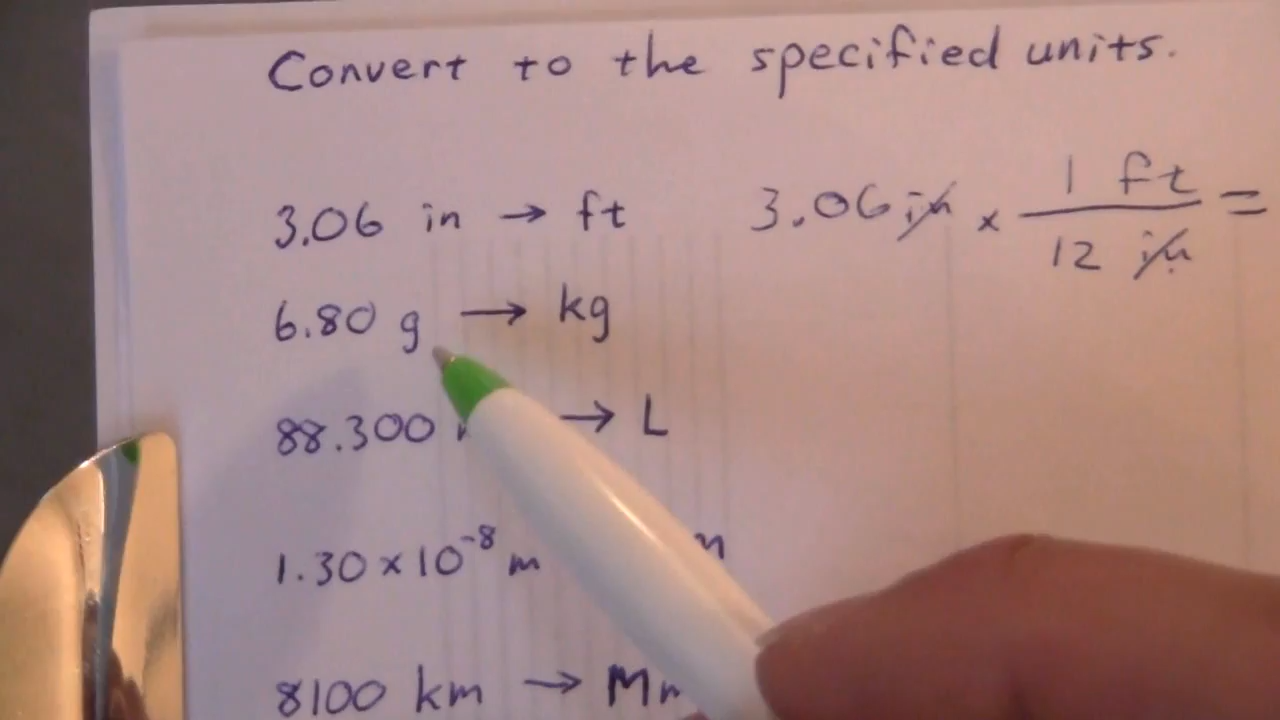 Convert to the specified units.
3.06 in → ft 3.06 in × 1 ft / 12 in =
6.80 g → kg
88.300 → L
1.30 × 10⁻⁸ m
8100 km →